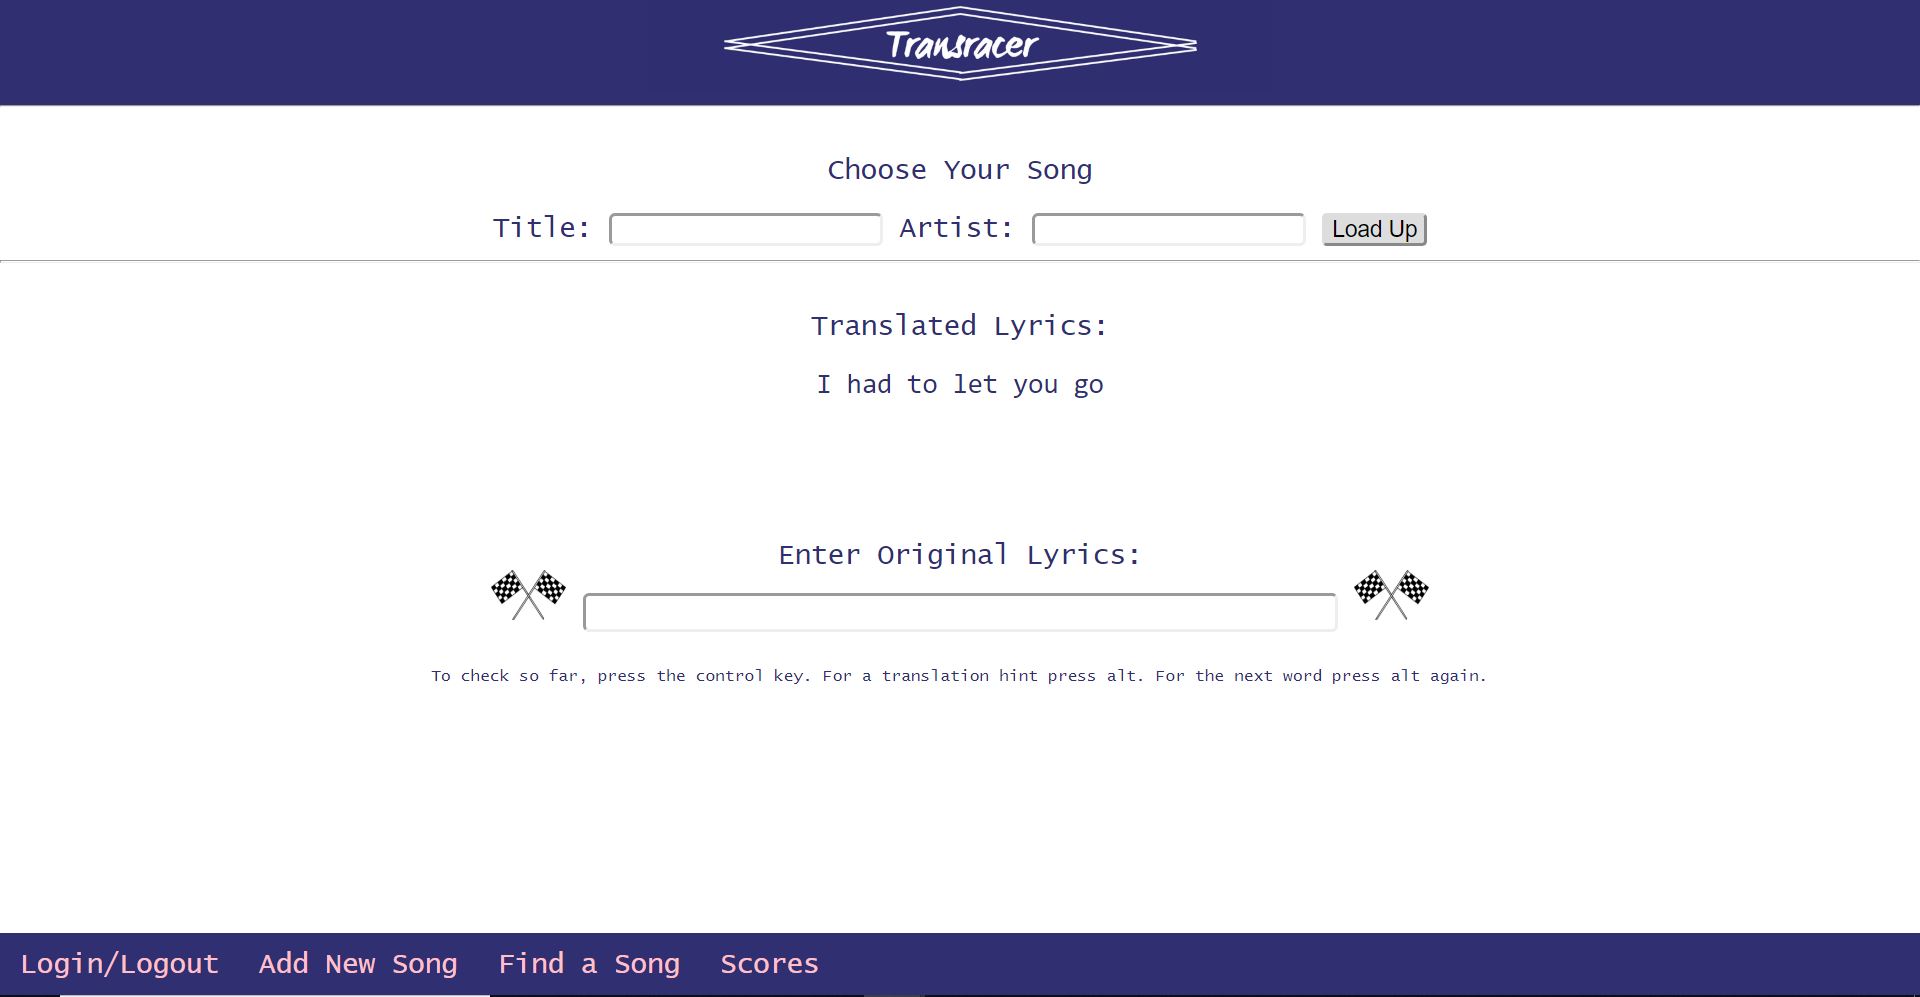 Transracer
Choose Your Song
Title: Artist: Load Up
Translated Lyrics:
I had to let you go
Enter Original Lyrics:
To check so far, press the control key. For a translation hint press alt. For the next word press alt again.
Login/Logout Add New Song Find a Song Scores